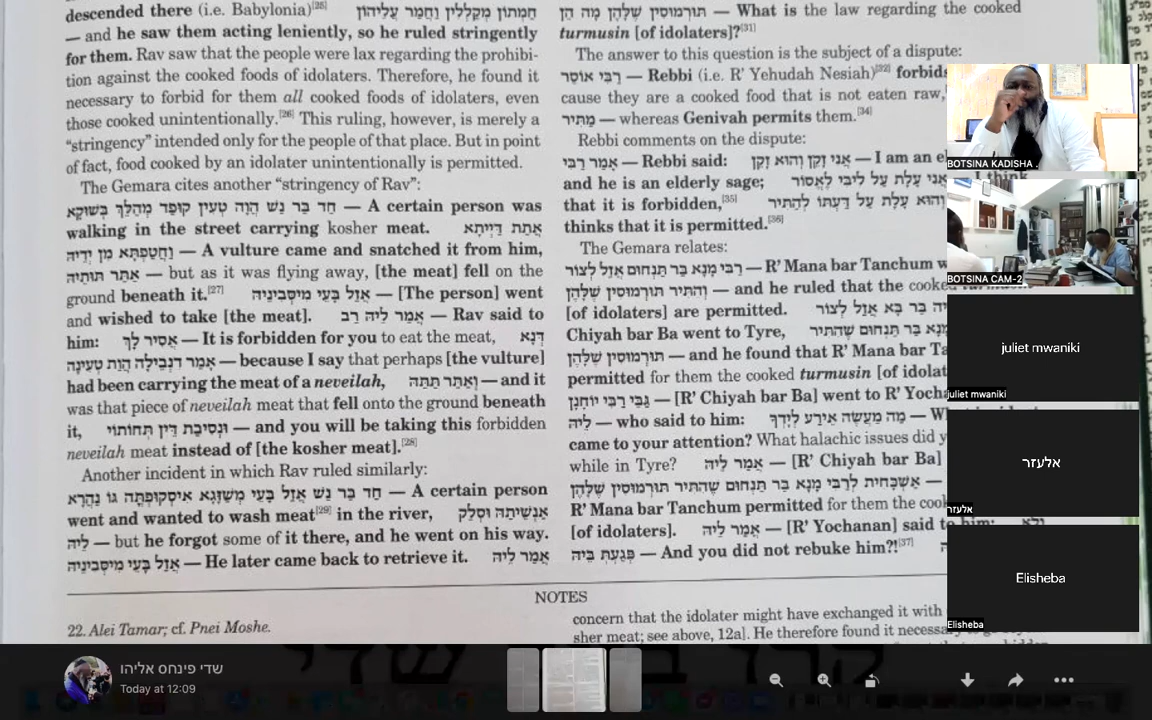 descended there (i.e. Babylonia)[25] חַמְתוֹן מְקַלְלִין וַחֲמַר עֲלֵיהוֹן
— and he saw them acting leniently, so he ruled stringently
for them. Rav saw that the people were lax regarding the prohibi-
tion against the cooked foods of idolaters. Therefore, he found it
necessary to forbid for them all cooked foods of idolaters, even
those cooked unintentionally.[26] This ruling, however, is merely a
“stringency” intended only for the people of that place. But in point
of fact, food cooked by an idolater unintentionally is permitted.
The Gemara cites another “stringency of Rav”:
חַד בַּר נַשׁ הֲוָה טְעִין קוּפַּד מְהַלֵּךְ בְּשׁוּקָא — A certain person was
walking in the street carrying kosher meat. אָתַת דַּיְיתָא
וַחֲטַפְתָּא מִן יְדֵיהּ — A vulture came and snatched it from him,
אַתַּר תּוּתֵיהּ — but as it was flying away, [the meat] fell on the
ground beneath it.[27] אֲזַל בָּעֵי מֵיסְּבִינֵיהּ — [The person] went
and wished to take [the meat]. אָמַר לֵיהּ רַב — Rav said to
him: אָסִיר לָךְ — It is forbidden for you to eat the meat, דְּנָא
אָמַר דִּנְבֵילָה הֲוָת טְעִינָה — because I say that perhaps [the vulture]
had been carrying the meat of a neveilah, וְאַתַּר תַּתָּהּ — and it
was that piece of neveilah meat that fell onto the ground beneath
it, וּנְסִיבַת דֵּין תְּחוֹתוֹי — and you will be taking this forbidden
neveilah meat instead of [the kosher meat].[28]
Another incident in which Rav ruled similarly:
חַד בַּר נַשׁ אֲזַל בָּעֵי מַשְׁזְגָא אִיסְקוּפְּתָּהּ גּוֹ נַהֲרָא — A certain person
went and wanted to wash meat[29] in the river, אַנְשִׁיתָהּ וּסְלֵק
לֵיהּ — but he forgot some of it there, and he went on his way.
אֲזַל בָּעֵי מֵיסְּבִינֵיהּ — He later came back to retrieve it. אֲמַר לֵיהּ
22. Alei Tamar; cf. Pnei Moshe.
תּוּרְמוּסִין שֶׁלָּהֶן מָה הֵן — What is the law regarding the cooked
turmusin [of idolaters]?[31]
The answer to this question is the subject of a dispute:
רַבִּי אוֹסֵר — Rebbi (i.e. R’ Yehudah Nesiah)[32] forbids
cause they are a cooked food that is not eaten raw,
מַתִּיר — whereas Genivah permits them.[34]
Rebbi comments on the dispute:
אָמַר רַבִּי — Rebbi said: אֲנִי זָקֵן וְהוּא זָקֵן — I am an e
and he is an elderly sage; אֲנִי עָלַת עַל לִיבִּי לֶאֱסוֹר I think
that it is forbidden,[35] וְהוּא עָלַת עַל דַּעְתּוֹ לְהַתִּיר
thinks that it is permitted.[36]
The Gemara relates:
רַבִּי מָנָא בַּר תַּנְחוּם אֲזַל לְצוֹר — R’ Mana bar Tanchum w
וְהִתִּיר תּוּרְמוּסִין שֶׁלָּהֶן — and he ruled that the cooked
[of idolaters] are permitted. יָה בַּר בָּא אֲזַל לְצוֹר
Chiyah bar Ba went to Tyre, מָנָא בַּר תַּנְחוּם שֶׁהִתִּיר
תּוּרְמוּסִין שֶׁלָּהֶן — and he found that R’ Mana bar Ta
permitted for them the cooked turmusin [of idolat
גַּבֵּי רַבִּי יוֹחָנָן — [R’ Chiyah bar Ba] went to R’ Yoch
לֵיהּ — who said to him: מַה מַעֲשֶׂה אֵירַע לְיָדְךָ — W
came to your attention? What halachic issues did y
while in Tyre? אֲמַר לֵיהּ — [R’ Chiyah bar Ba]
אַשְׁכָּחִית לְרַבִּי מָנָא בַּר תַּנְחוּם שֶׁהִתִּיר תּוּרְמוּסִין שֶׁלָּהֶן —
R’ Mana bar Tanchum permitted for them the cook
[of idolaters]. אֲמַר לֵיהּ — [R’ Yochanan] said to him: וְלֹא
פְּגַעַתְּ בֵּיהּ — And you did not rebuke him?![37]
NOTES
concern that the idolater might have exchanged it with
sher meat; see above, 12a]. He therefore found it necessary
BOTSINA KADISHA .
BOTSINA CAM-2
juliet mwaniki
juliet mwaniki
אלעזר
אלעזר
Elisheba
Elisheba
שדי פינחס אליהו
Today at 12:09